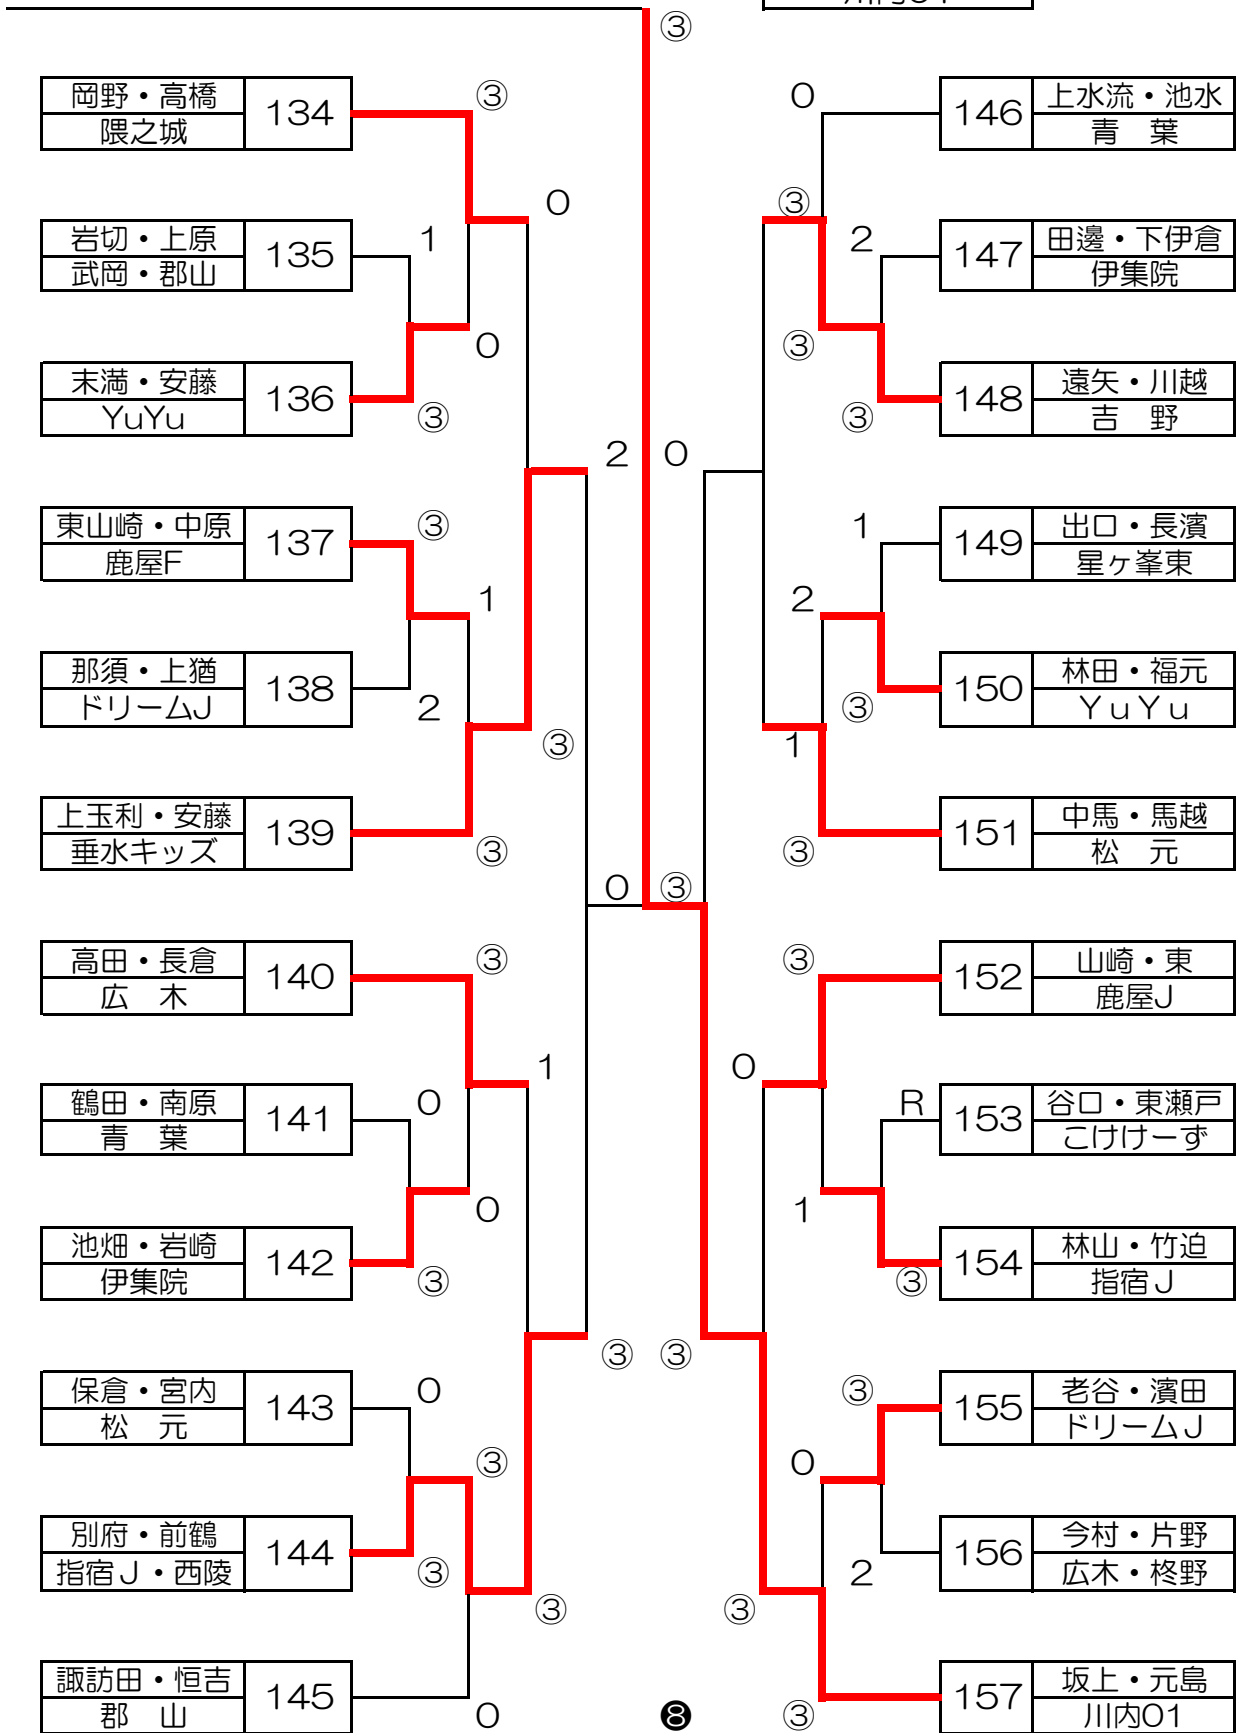 川内01
③
岡野・高橋
隈之城
134
③
0
146
上水流・池水
青　葉
0
③
岩切・上原
武岡・郡山
135
1
2
147
田邊・下伊倉
伊集院
0
③
末満・安藤
YuYu
136
③
③
148
遠矢・川越
吉　野
2
0
東山崎・中原
鹿屋F
137
③
1
149
出口・長濱
星ヶ峯東
1
2
那須・上猶
ドリームJ
138
2
③
150
林田・福元
ＹｕＹｕ
③
1
上玉利・安藤
垂水キッズ
139
③
③
151
中馬・馬越
松　元
0
③
高田・長倉
広　木
140
③
③
152
山崎・東
鹿屋J
1
0
鶴田・南原
青　葉
141
0
R
153
谷口・東瀬戸
こけけーず
0
1
池畑・岩崎
伊集院
142
③
③
154
林山・竹迫
指宿Ｊ
③
③
保倉・宮内
松　元
143
0
③
155
老谷・濱田
ドリームＪ
③
0
別府・前鶴
指宿Ｊ・西陵
144
③
2
156
今村・片野
広木・柊野
③
③
諏訪田・恒吉
郡　山
145
0
❽
③
157
坂上・元島
川内01